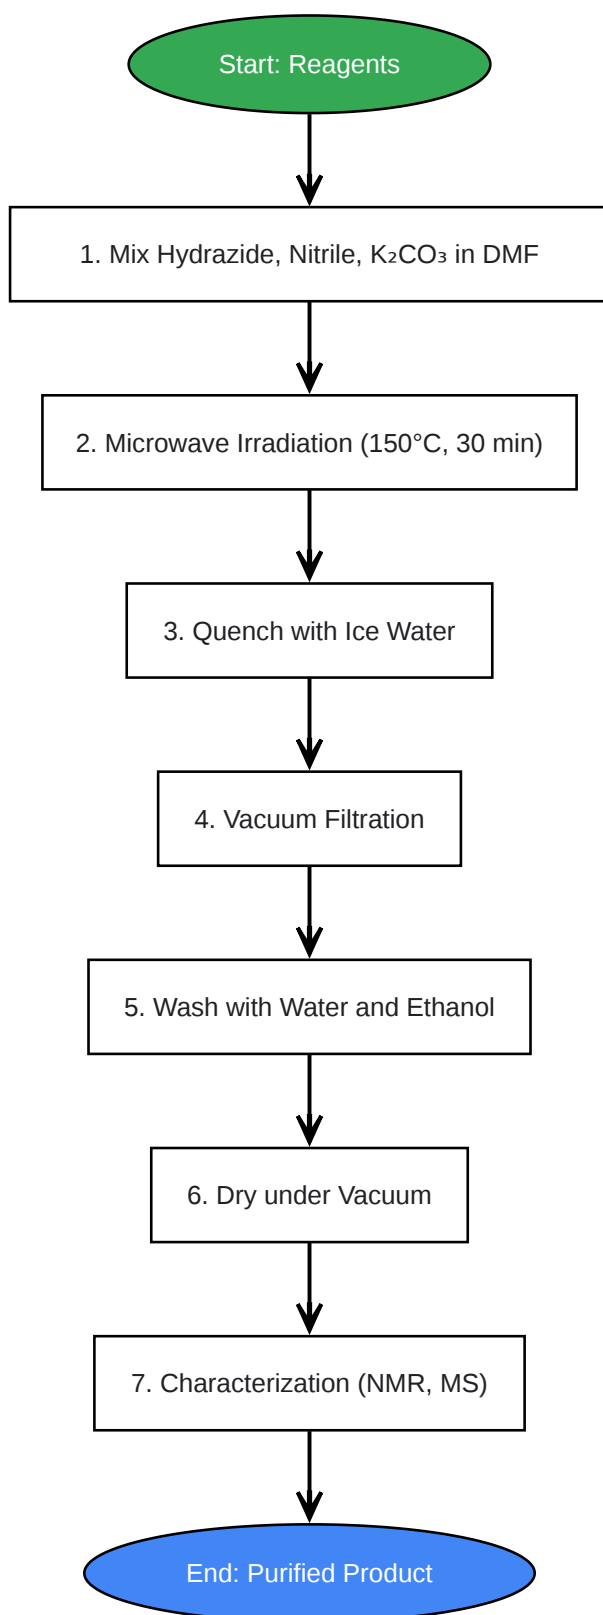 Start: Reagents
1. Mix Hydrazide, Nitrile, K₂CO₃ in DMF
2. Microwave Irradiation (150°C, 30 min)
3. Quench with Ice Water
4. Vacuum Filtration
5. Wash with Water and Ethanol
6. Dry under Vacuum
7. Characterization (NMR, MS)
End: Purified Product